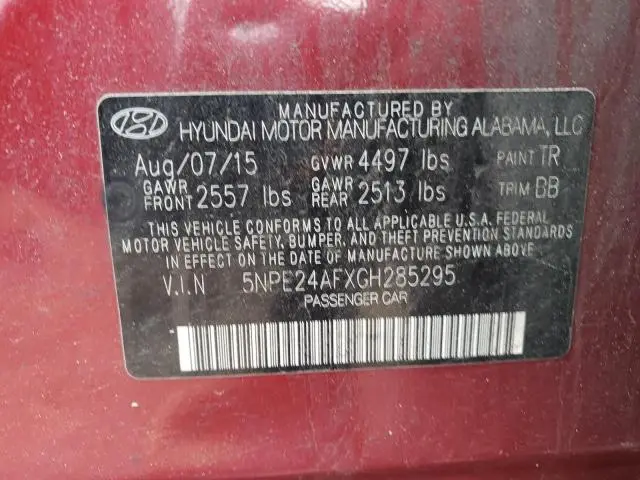 MANUFACTURED BY
HYUNDAI MOTOR MANUFACTURING ALABAMA, LLC
Aug/07/15 GVWR 4497 lbs PAINT TR
GAWR FRONT 2557 lbs GAWR REAR 2513 lbs TRIM BB
THIS VEHICLE CONFORMS TO ALL APPLICABLE U.S.A. FEDERAL
MOTOR VEHICLE SAFETY, BUMPER, AND THEFT PREVENTION
STANDARDS IN EFFECT ON THE DATE OF MANUFACTURE SHOWN ABOVE.
V.I.N 5NPE24AFXGH285295
PASSENGER CAR